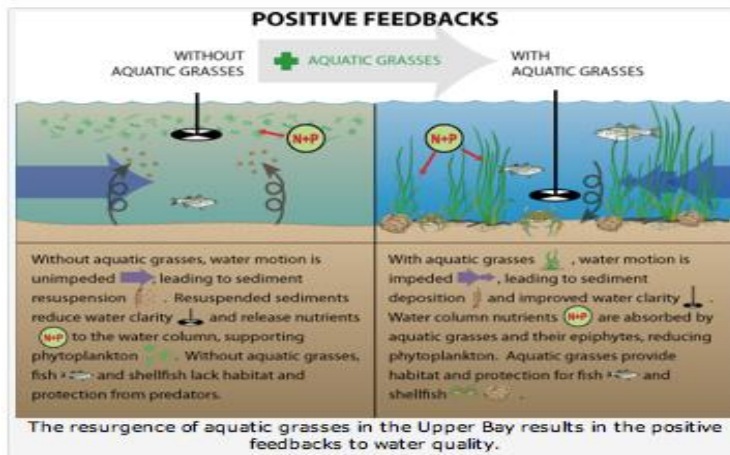 POSITIVE FEEDBACKS
WITHOUT
AQUATIC GRASSES
AQUATIC GRASSES
WITH
AQUATIC GRASSES
N+P
N+P
Without aquatic grasses, water motion is
unimpeded , leading to sediment
resuspension . Resuspended sediments
reduce water clarity and release nutrients
N+P to the water column, supporting
phytoplankton . Without aquatic grasses,
fish and shellfish lack habitat and
protection from predators.
With aquatic grasses , water motion is
impeded , leading to sediment
deposition and improved water clarity .
Water column nutrients N+P are absorbed by
aquatic grasses and their epiphytes, reducing
phytoplankton. Aquatic grasses provide
habitat and protection for fish and
shellfish .
The resurgence of aquatic grasses in the Upper Bay results in the positive
feedbacks to water quality.